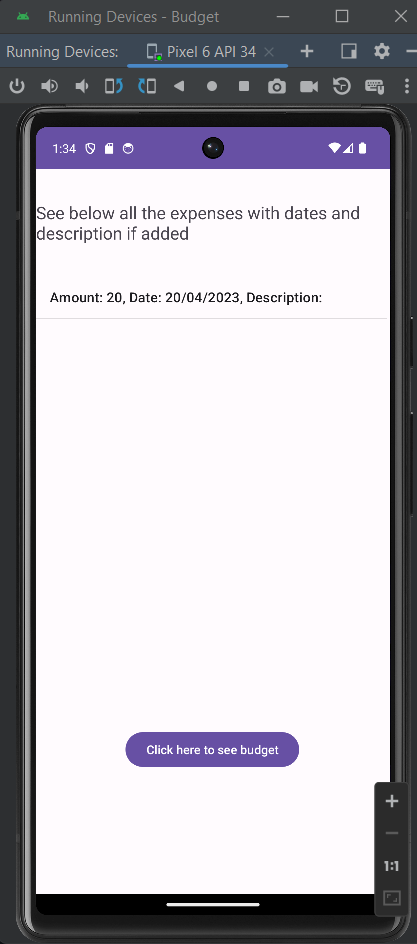 Running Devices - Budget
Running Devices:
Pixel 6 API 34
1:34
See below all the expenses with dates and
description if added
Amount: 20, Date: 20/04/2023, Description:
Click here to see budget
1:1